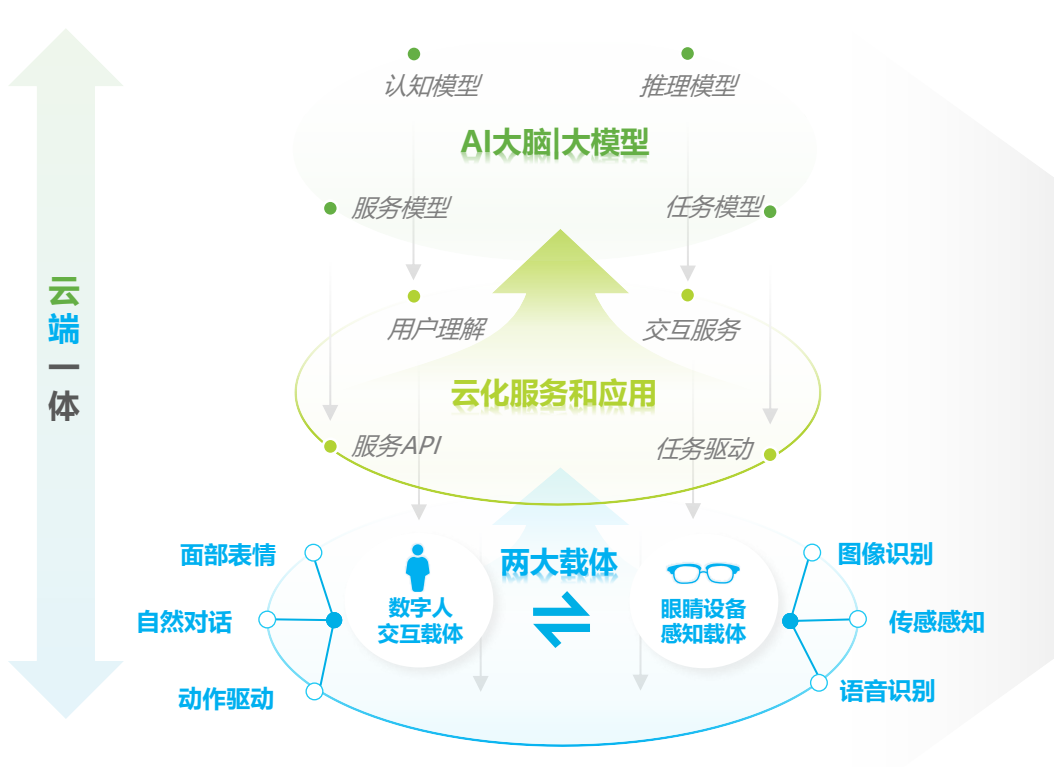 认知模型
推理模型
AI大脑|大模型
服务模型
任务模型
云端一体
用户理解
交互服务
云化服务和应用
服务API
任务驱动
面部表情
自然对话
动作驱动
数字人
交互载体
两大载体
眼睛设备
感知载体
图像识别
传感感知
语音识别